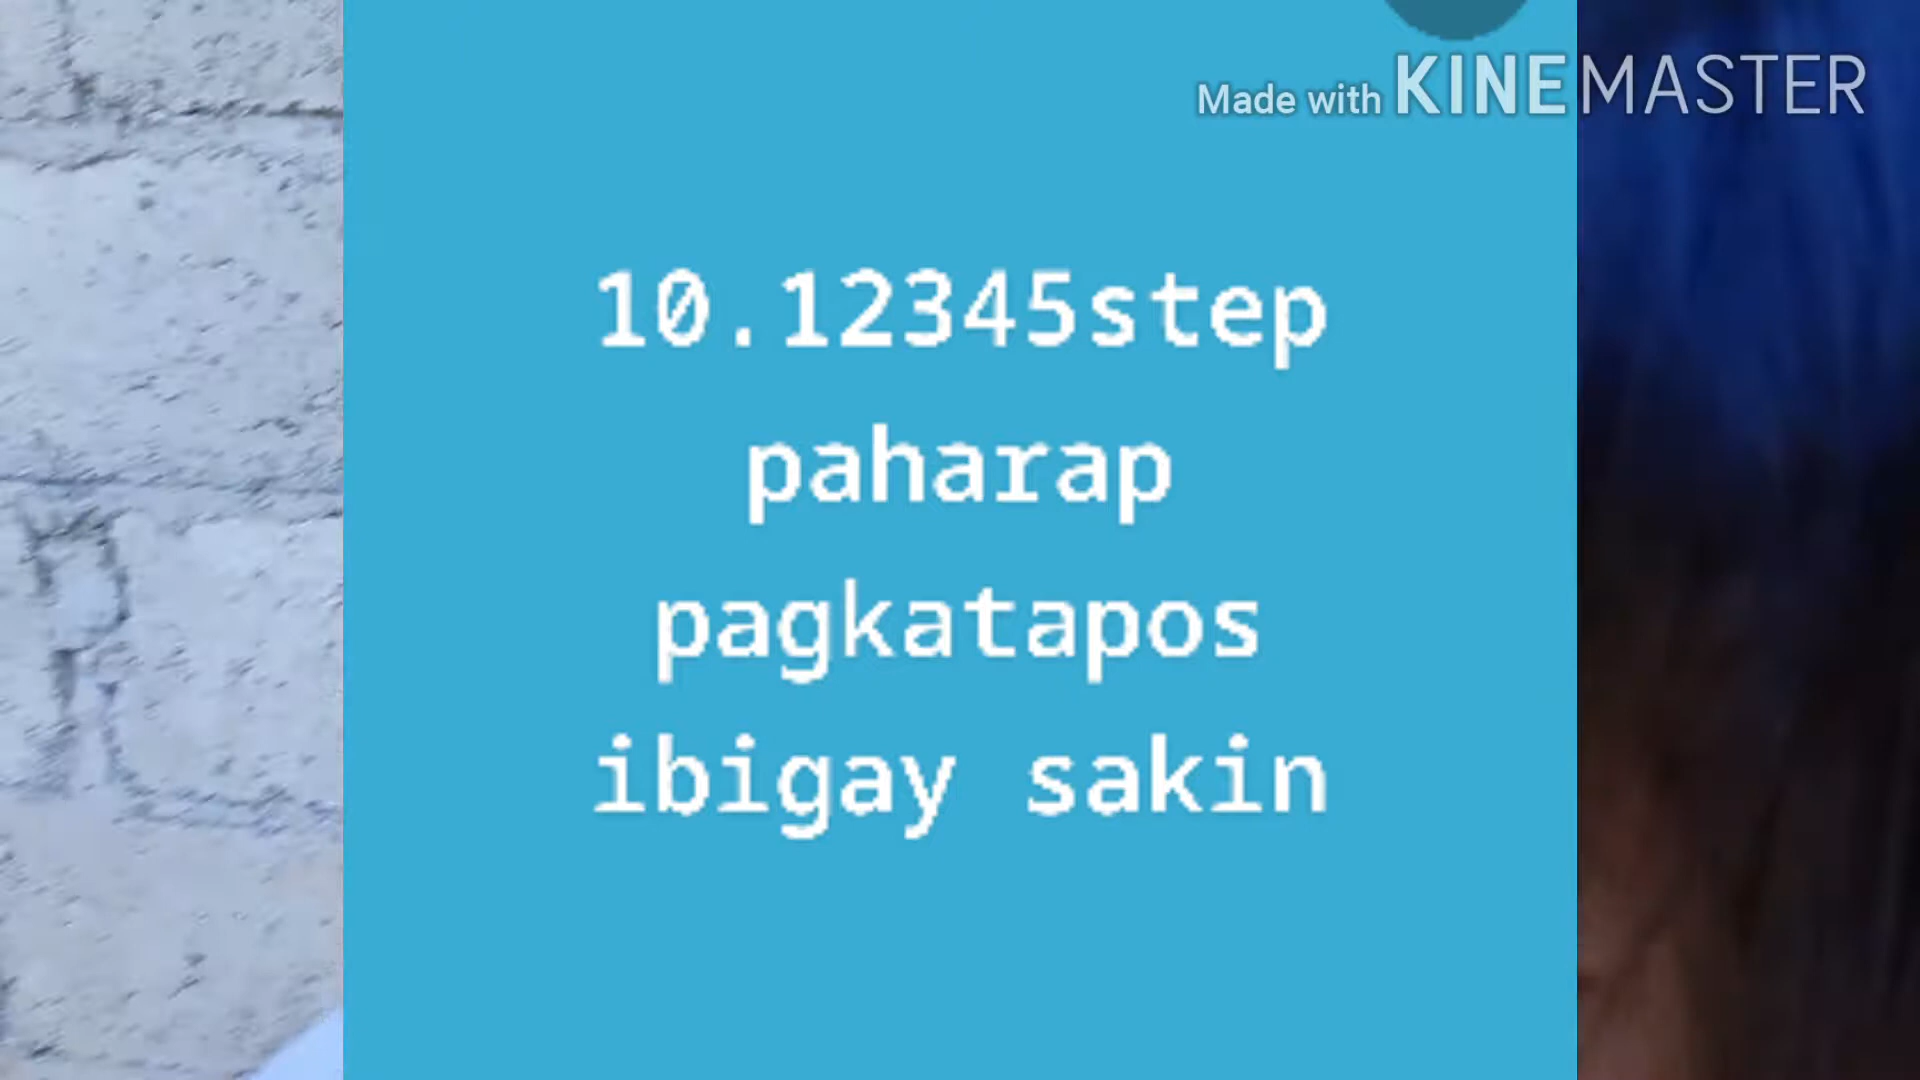 Made with KINEMASTER
10.12345step
paharap
pagkatapos
ibigay sakin